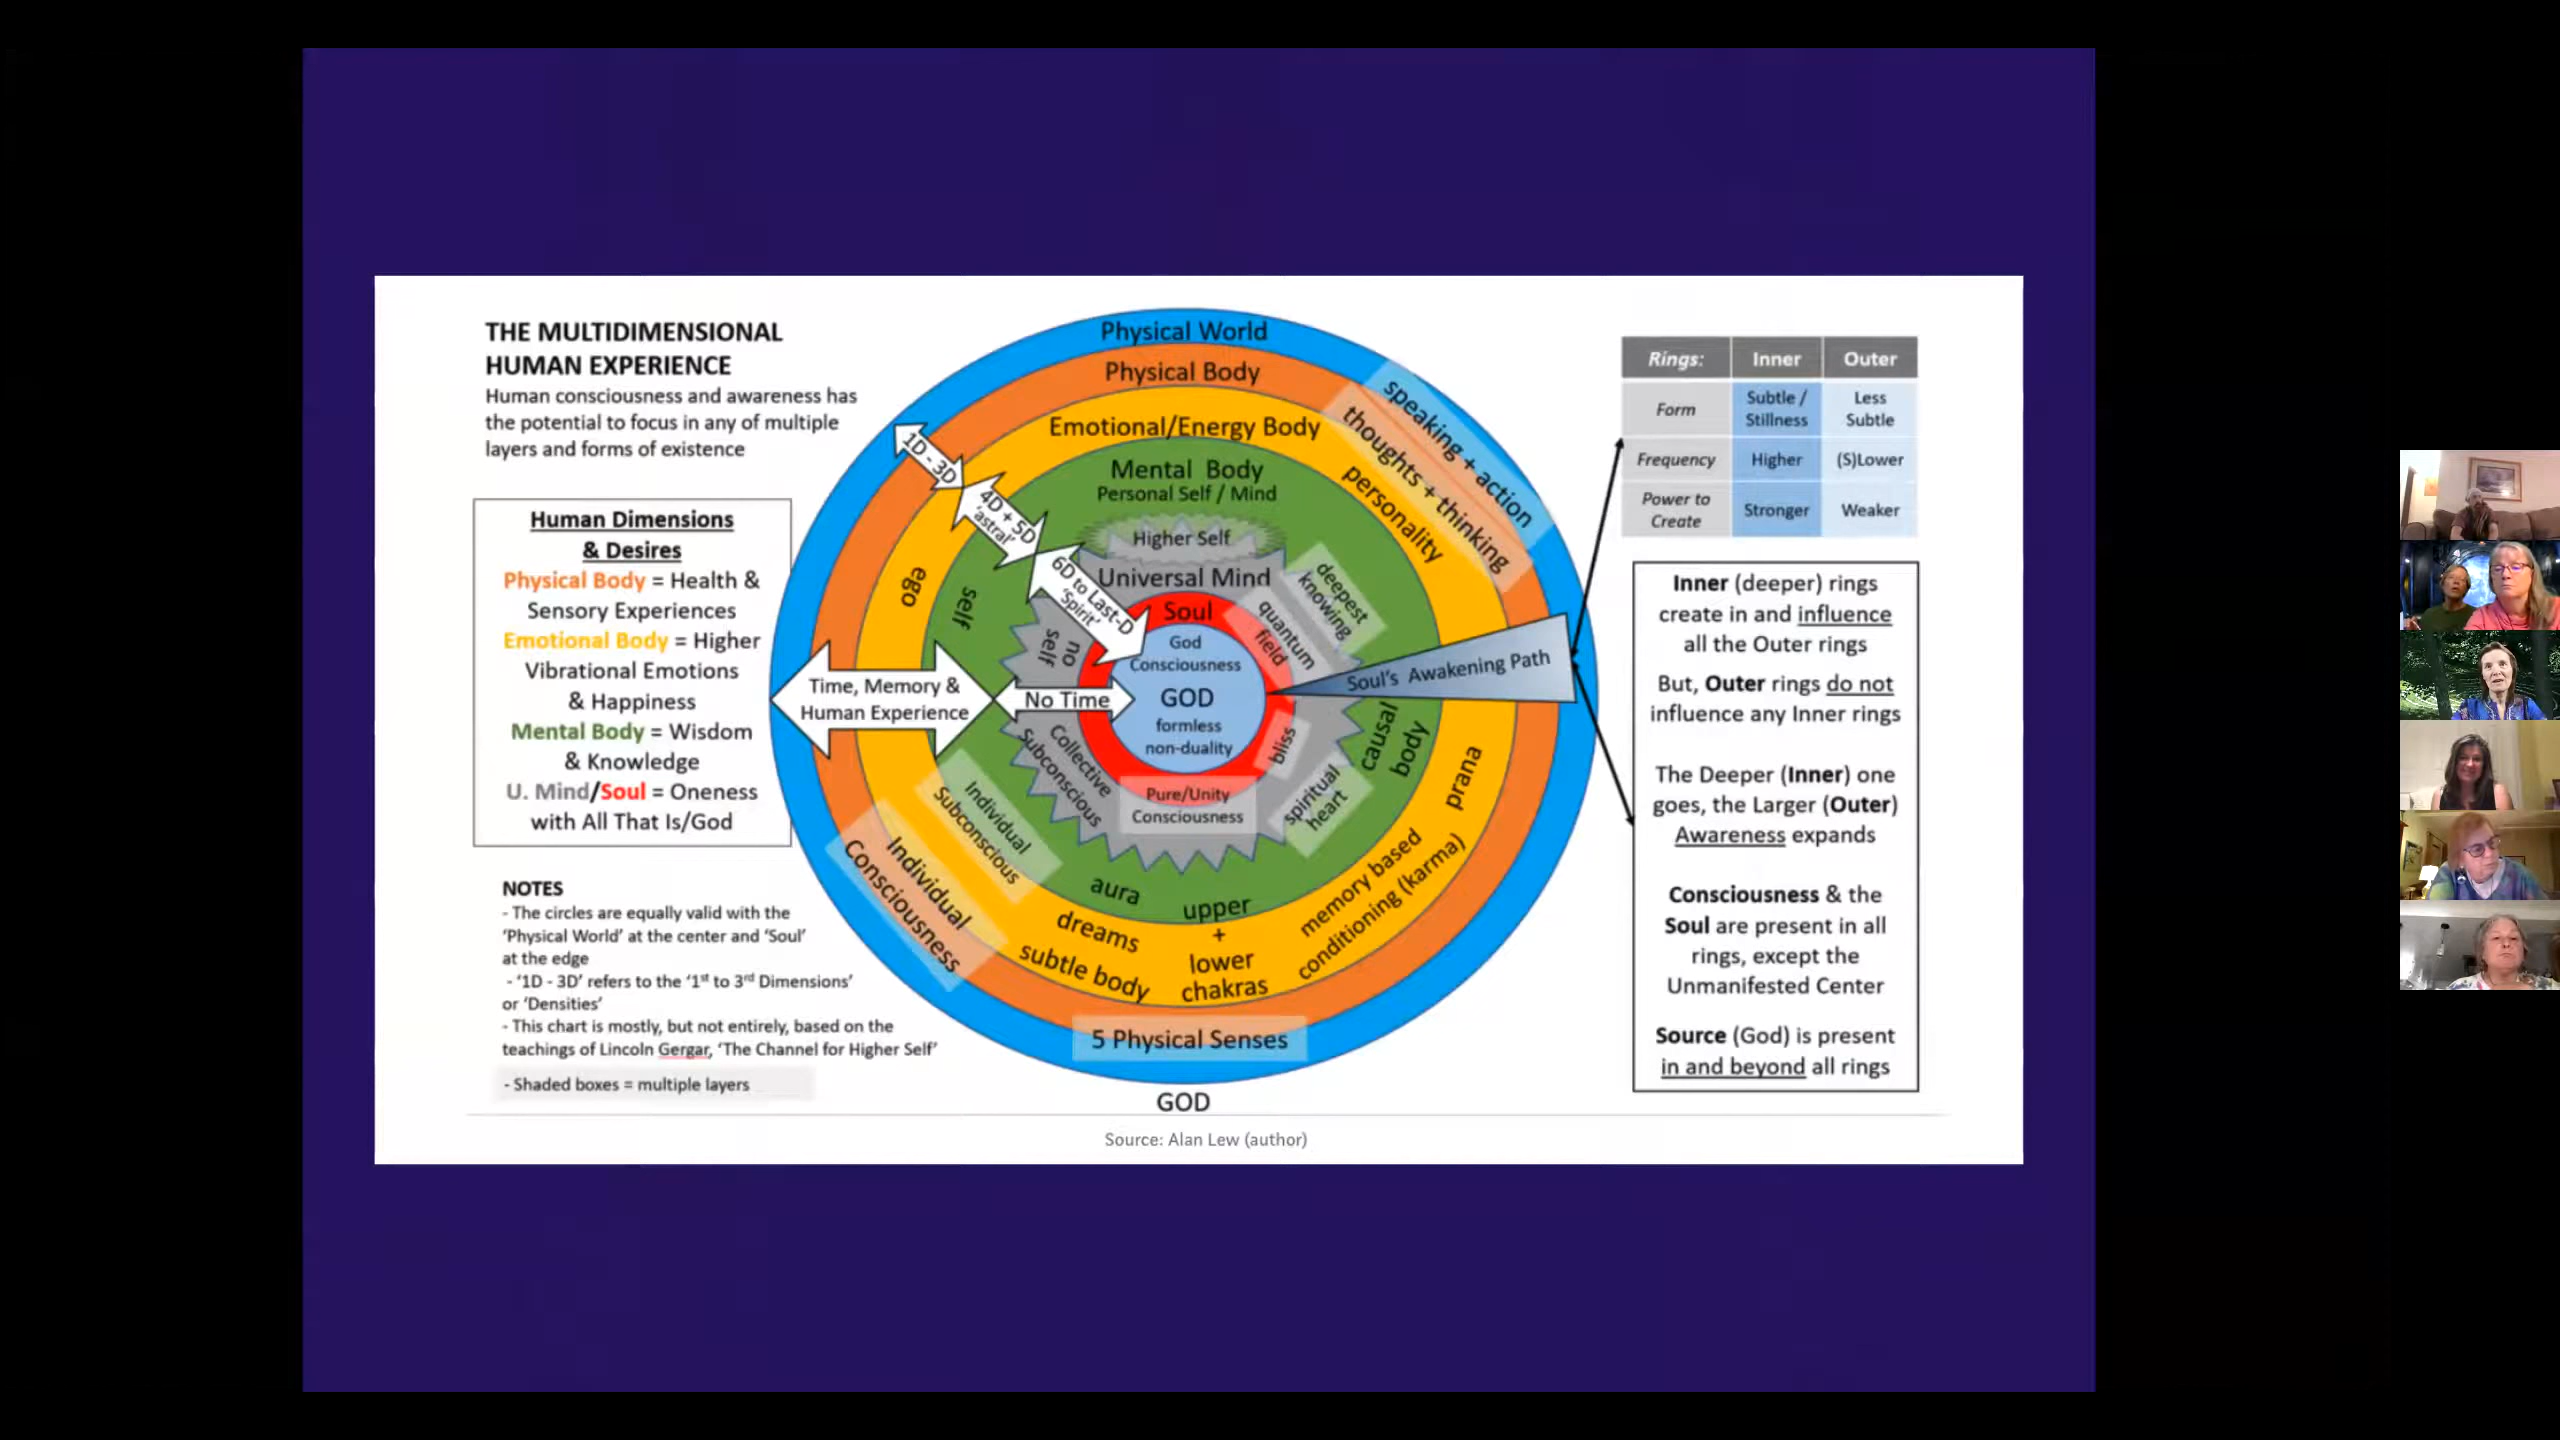 THE MULTIDIMENSIONAL
HUMAN EXPERIENCE
Human consciousness and awareness has
the potential to focus in any of multiple
layers and forms of existence
Human Dimensions
& Desires
Physical Body = Health &
Sensory Experiences
Emotional Body = Higher
Vibrational Emotions
& Happiness
Mental Body = Wisdom
& Knowledge
U. Mind/Soul = Oneness
with All That Is/God
NOTES
- The circles are equally valid with the
'Physical World' at the center and 'Soul'
at the edge
- '1D - 3D' refers to the '1st to 3rd Dimensions'
or 'Densities'
- This chart is mostly, but not entirely, based on the
teachings of Lincoln Gergar, 'The Channel for Higher Self'
- Shaded boxes = multiple layers
Physical World
Physical Body
Emotional/Energy Body
Mental Body
Personal Self / Mind
Higher Self
Universal Mind
Soul
God
Consciousness
GOD
formless
non-duality
Pure/Unity
Consciousness
1D - 3D
4D + 5D
'astral'
6D to Last-D
'Spirit'
speaking + action
thoughts + thinking
personality
deepest
knowing
quantum
field
ego
self
no
self
Time, Memory &
Human Experience
No Time
Soul's Awakening Path
Collective
Subconscious
Individual
Subconscious
Individual
Consciousness
bliss
spiritual
heart
causal
body
prana
memory based
conditioning (karma)
aura
dreams
subtle body
upper
+
lower
chakras
5 Physical Senses
GOD
Rings: Inner Outer
Form Subtle / Stillness Less Subtle
Frequency Higher (S)Lower
Power to Create Stronger Weaker
Inner (deeper) rings
create in and influence
all the Outer rings
But, Outer rings do not
influence any Inner rings
The Deeper (Inner) one
goes, the Larger (Outer)
Awareness expands
Consciousness & the
Soul are present in all
rings, except the
Unmanifested Center
Source (God) is present
in and beyond all rings
Source: Alan Lew (author)